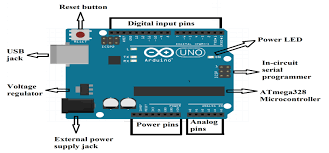 Reset button
Digital input pins
USB
jack
Power LED
ARDUINO
UNO
Arduino
In-circuit
serial
programmer
Voltage
regulator
ATmega328
Microcontroller
External power
supply jack
Power pins
Analog
pins